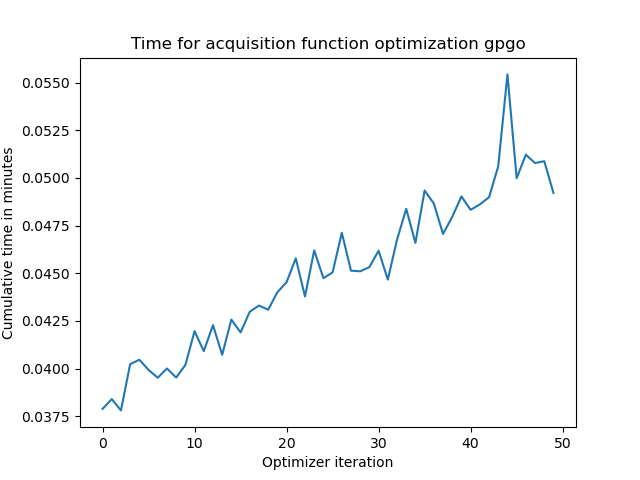 Time for acquisition function optimization gpgo
Cumulative time in minutes
0.0550
0.0525
0.0500
0.0475
0.0450
0.0425
0.0400
0.0375
0 10 20 30 40 50
Optimizer iteration